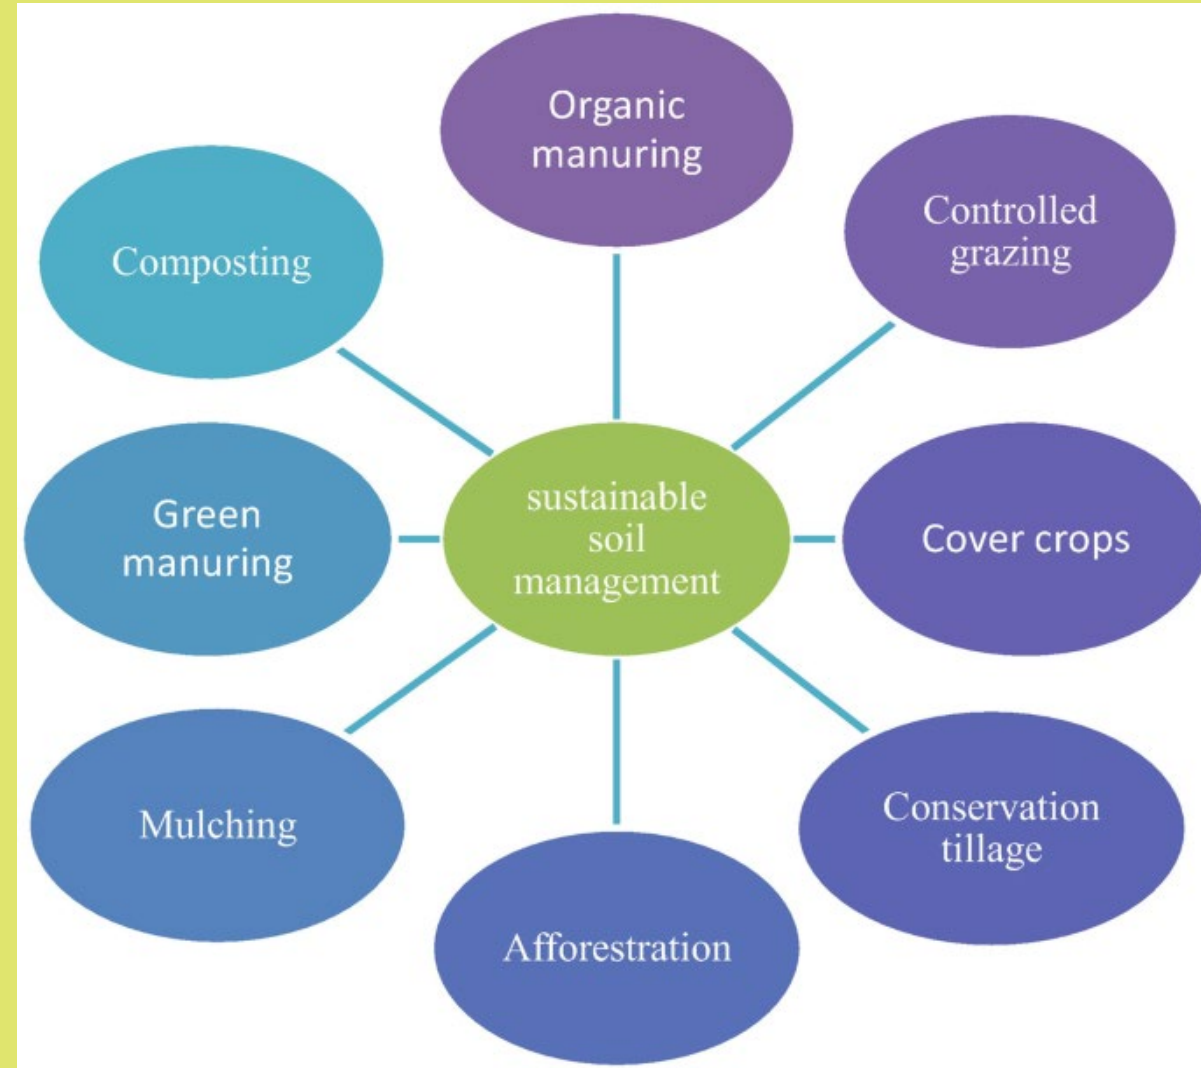 Organic
manuring
Controlled
grazing
Composting
Green
manuring
sustainable
soil
management
Cover crops
Mulching
Conservation
tillage
Afforestration